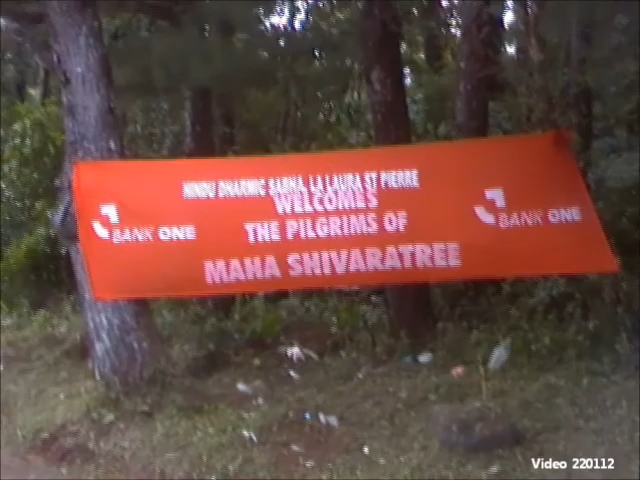 HINDU DHARMIC SABHA, LA LAURA ST PIERRE
WELCOMES
THE PILGRIMS OF
MAHA SHIVARATREE
BANK ONE
BANK ONE
Video 220112